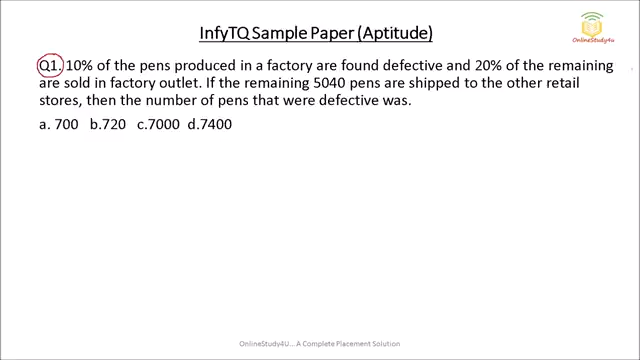 InfyTQ Sample Paper (Aptitude)
OnlineStudy4u
Q1. 10% of the pens produced in a factory are found defective and 20% of the remaining
are sold in factory outlet. If the remaining 5040 pens are shipped to the other retail
stores, then the number of pens that were defective was.
a. 700 b.720 c.7000 d.7400
OnlineStudy4U... A Complete Placement Solution